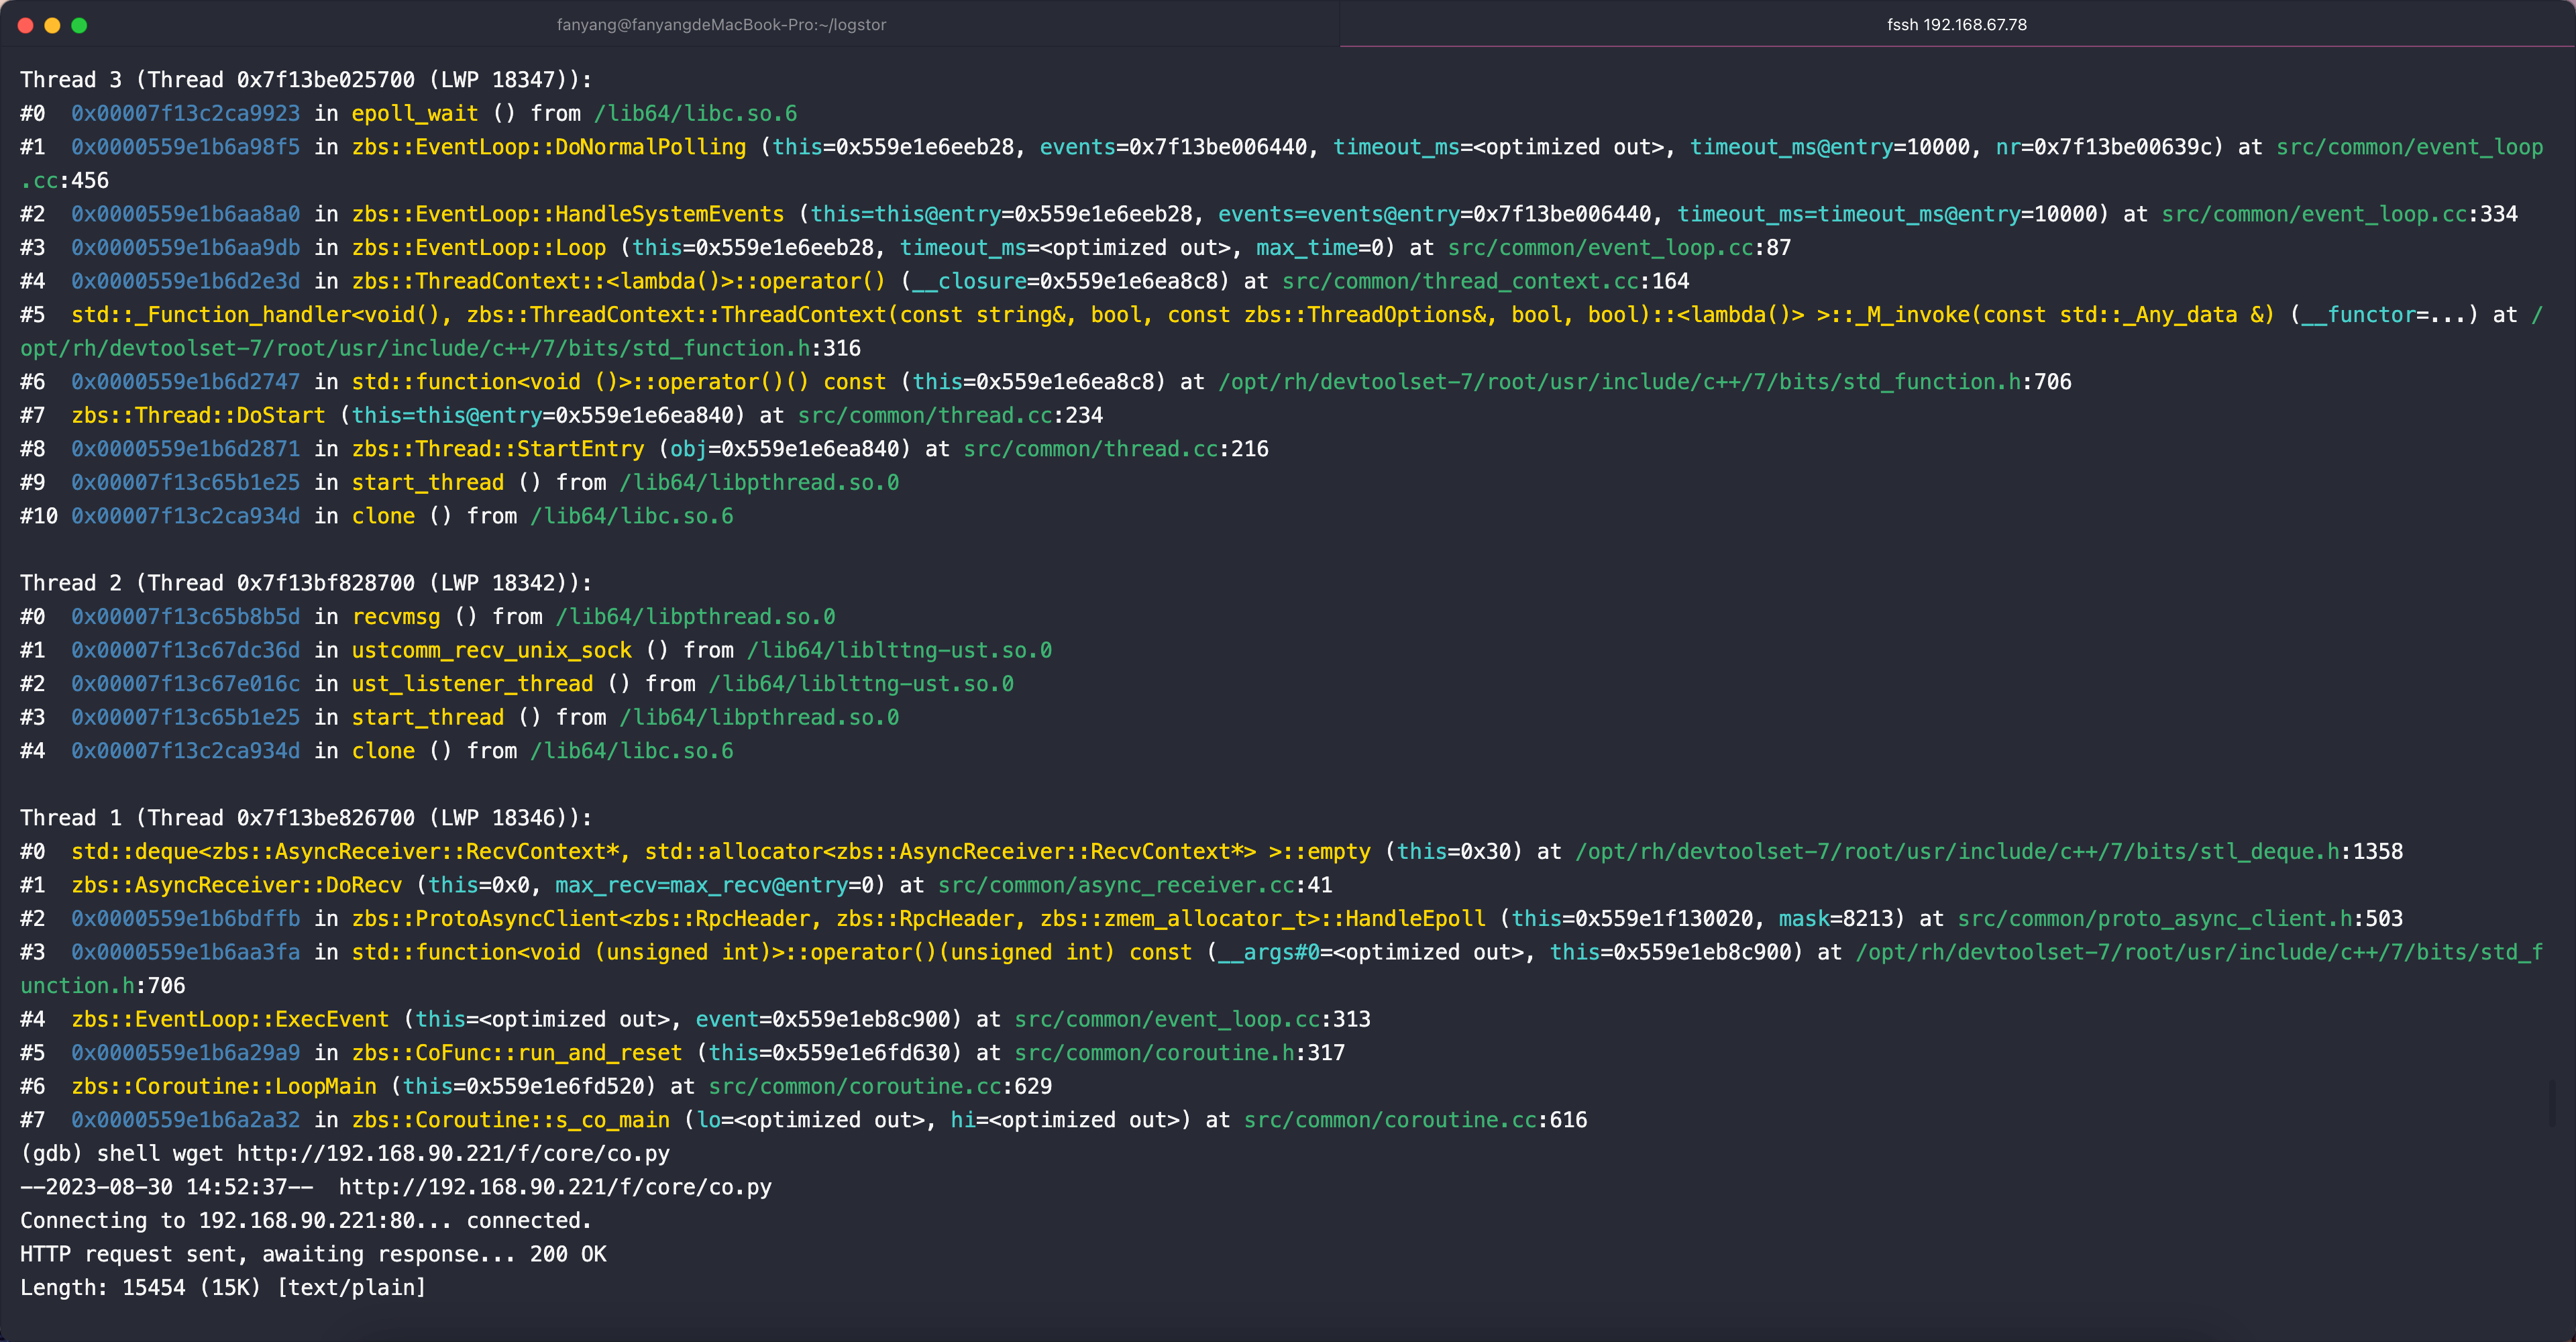 fanyang@fanyangdeMacBook-Pro:~/logstor
fssh 192.168.67.78
Thread 3 (Thread 0x7f13be025700 (LWP 18347)):
#0  0x00007f13c2ca9923 in epoll_wait () from /lib64/libc.so.6
#1  0x0000559e1b6a98f5 in zbs::EventLoop::DoNormalPolling (this=0x559e1e6eeb28, events=0x7f13be006440, timeout_ms=<optimized out>, timeout_ms@entry=10000, nr=0x7f13be00639c) at src/common/event_loop
.cc:456
#2  0x0000559e1b6aa8a0 in zbs::EventLoop::HandleSystemEvents (this=this@entry=0x559e1e6eeb28, events=events@entry=0x7f13be006440, timeout_ms=timeout_ms@entry=10000) at src/common/event_loop.cc:334
#3  0x0000559e1b6aa9db in zbs::EventLoop::Loop (this=0x559e1e6eeb28, timeout_ms=<optimized out>, max_time=0) at src/common/event_loop.cc:87
#4  0x0000559e1b6d2e3d in zbs::ThreadContext::<lambda()>::operator() (__closure=0x559e1e6ea8c8) at src/common/thread_context.cc:164
#5  std::_Function_handler<void(), zbs::ThreadContext::ThreadContext(const string&, bool, const zbs::ThreadOptions&, bool, bool)::<lambda()> >::_M_invoke(const std::_Any_data &) (__functor=...) at /
opt/rh/devtoolset-7/root/usr/include/c++/7/bits/std_function.h:316
#6  0x0000559e1b6d2747 in std::function<void ()>::operator()() const (this=0x559e1e6ea8c8) at /opt/rh/devtoolset-7/root/usr/include/c++/7/bits/std_function.h:706
#7  zbs::Thread::DoStart (this=this@entry=0x559e1e6ea840) at src/common/thread.cc:234
#8  0x0000559e1b6d2871 in zbs::Thread::StartEntry (obj=0x559e1e6ea840) at src/common/thread.cc:216
#9  0x00007f13c65b1e25 in start_thread () from /lib64/libpthread.so.0
#10 0x00007f13c2ca934d in clone () from /lib64/libc.so.6
Thread 2 (Thread 0x7f13bf828700 (LWP 18342)):
#0  0x00007f13c65b8b5d in recvmsg () from /lib64/libpthread.so.0
#1  0x00007f13c67dc36d in ustcomm_recv_unix_sock () from /lib64/liblttng-ust.so.0
#2  0x00007f13c67e016c in ust_listener_thread () from /lib64/liblttng-ust.so.0
#3  0x00007f13c65b1e25 in start_thread () from /lib64/libpthread.so.0
#4  0x00007f13c2ca934d in clone () from /lib64/libc.so.6
Thread 1 (Thread 0x7f13be826700 (LWP 18346)):
#0  std::deque<zbs::AsyncReceiver::RecvContext*, std::allocator<zbs::AsyncReceiver::RecvContext*> >::empty (this=0x30) at /opt/rh/devtoolset-7/root/usr/include/c++/7/bits/stl_deque.h:1358
#1  zbs::AsyncReceiver::DoRecv (this=0x0, max_recv=max_recv@entry=0) at src/common/async_receiver.cc:41
#2  0x0000559e1b6bdffb in zbs::ProtoAsyncClient<zbs::RpcHeader, zbs::RpcHeader, zbs::zmem_allocator_t>::HandleEpoll (this=0x559e1f130020, mask=8213) at src/common/proto_async_client.h:503
#3  0x0000559e1b6aa3fa in std::function<void (unsigned int)>::operator()(unsigned int) const (__args#0=<optimized out>, this=0x559e1eb8c900) at /opt/rh/devtoolset-7/root/usr/include/c++/7/bits/std_f
unction.h:706
#4  zbs::EventLoop::ExecEvent (this=<optimized out>, event=0x559e1eb8c900) at src/common/event_loop.cc:313
#5  0x0000559e1b6a29a9 in zbs::CoFunc::run_and_reset (this=0x559e1e6fd630) at src/common/coroutine.h:317
#6  zbs::Coroutine::LoopMain (this=0x559e1e6fd520) at src/common/coroutine.cc:629
#7  0x0000559e1b6a2a32 in zbs::Coroutine::s_co_main (lo=<optimized out>, hi=<optimized out>) at src/common/coroutine.cc:616
(gdb) shell wget http://192.168.90.221/f/core/co.py
--2023-08-30 14:52:37--  http://192.168.90.221/f/core/co.py
Connecting to 192.168.90.221:80... connected.
HTTP request sent, awaiting response... 200 OK
Length: 15454 (15K) [text/plain]